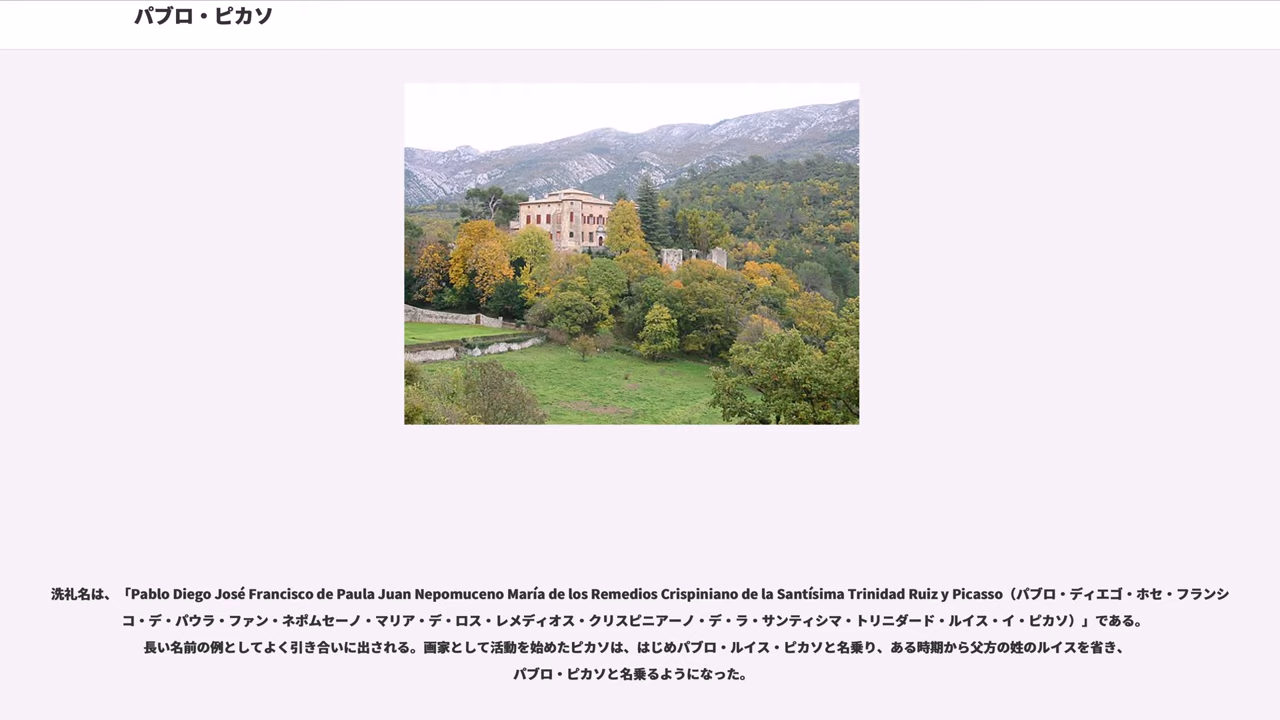 パブロ・ピカソ
洗礼名は、「Pablo Diego José Francisco de Paula Juan Nepomuceno María de los Remedios Crispiniano de la Santísima Trinidad Ruiz y Picasso（パブロ・ディエゴ・ホセ・フランシ
コ・デ・パウラ・ファン・ネポムセーノ・マリア・デ・ロス・レメディオス・クリスピニアーノ・デ・ラ・サンティシマ・トリニダード・ルイス・イ・ピカソ）」である。
長い名前の例としてよく引き合いに出される。画家として活動を始めたピカソは、はじめパブロ・ルイス・ピカソと名乗り、ある時期から父方の姓のルイスを省き、
パブロ・ピカソと名乗るようになった。